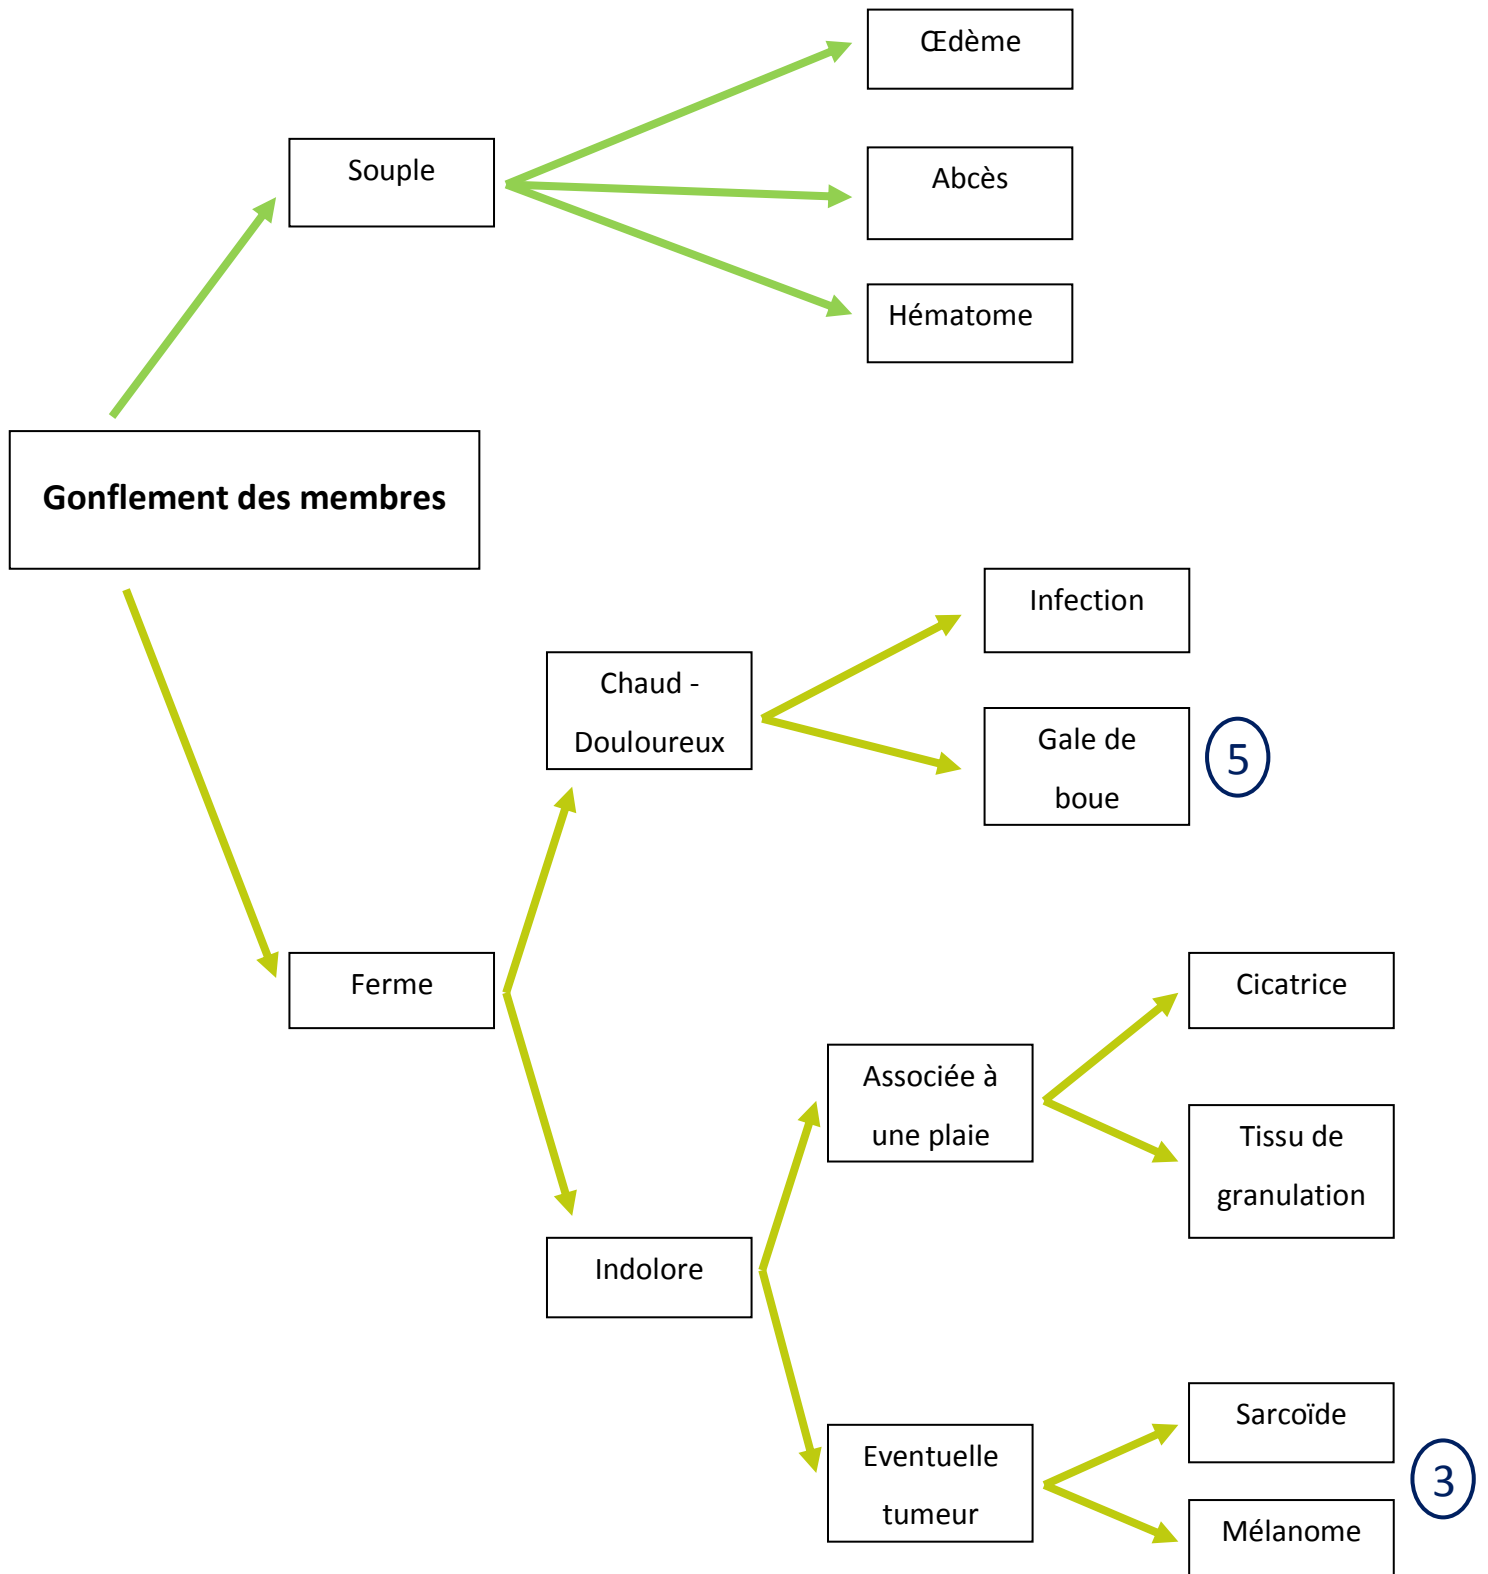 Œdème
Souple
Abcès
Hématome
Gonflement des membres
Infection
Chaud -
Douloureux
Gale de
boue
5
Ferme
Cicatrice
Associée à
une plaie
Tissu de
granulation
Indolore
Sarcoïde
Eventuelle
tumeur
3
Mélanome